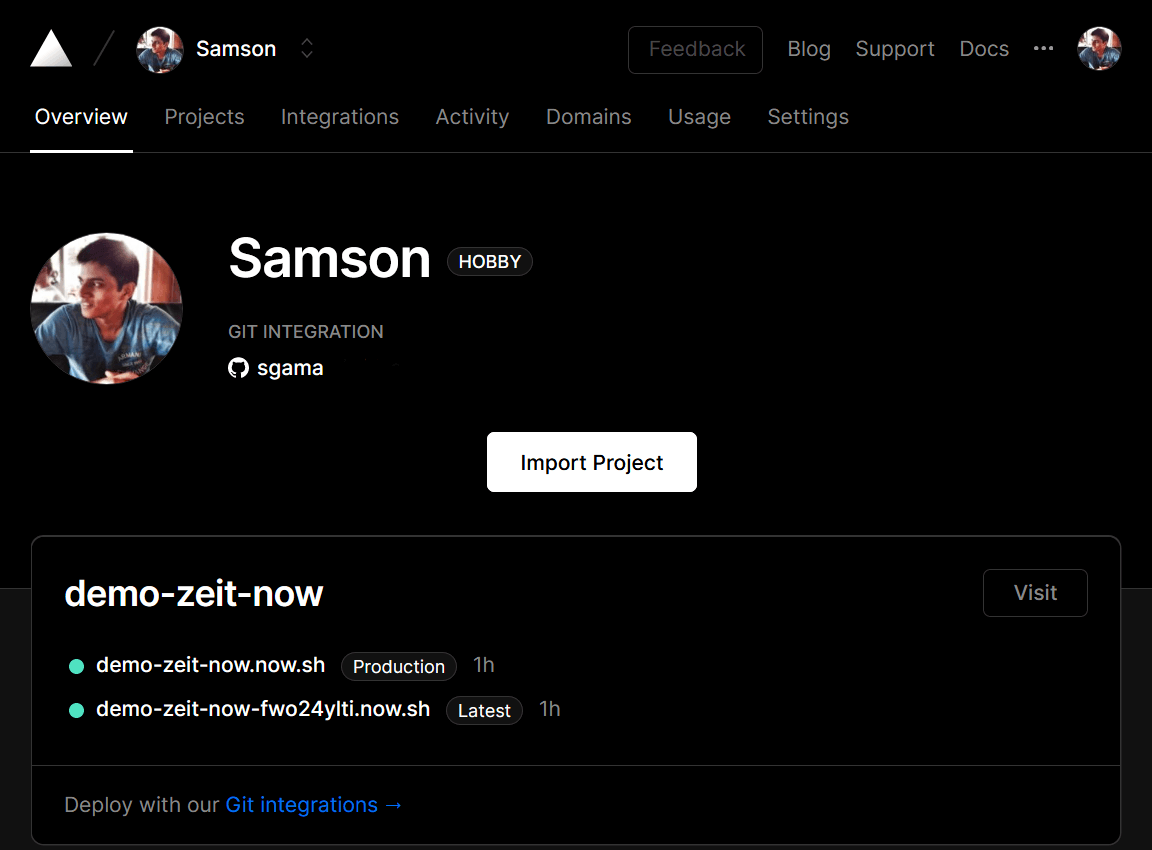 Samson Feedback Blog Support Docs
Overview Projects Integrations Activity Domains Usage Settings
Samson HOBBY
GIT INTEGRATION
sgama
Import Project
demo-zeit-now Visit
demo-zeit-now.now.sh Production 1h
demo-zeit-now-fwo24ylti.now.sh Latest 1h
Deploy with our Git integrations →